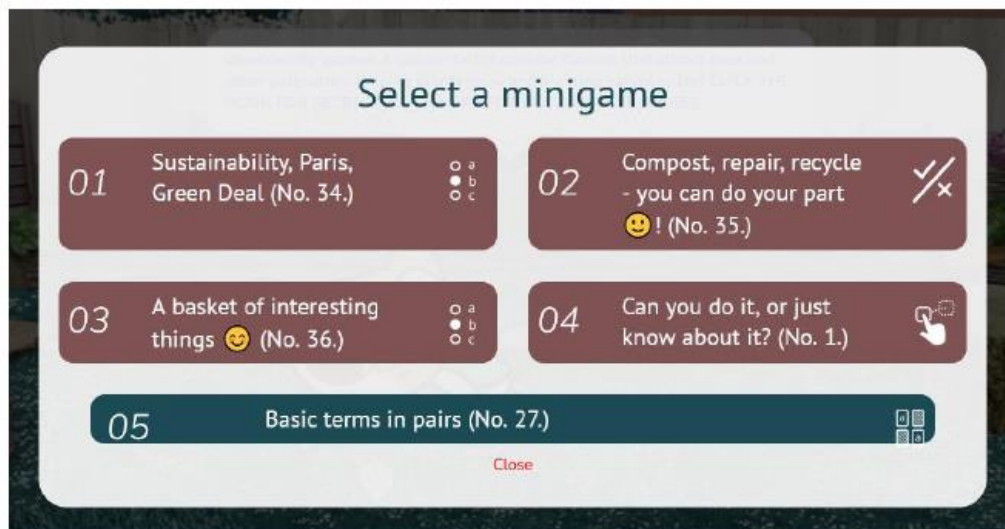 Select a minigame
01
Sustainability, Paris,
Green Deal (No. 34.)
a
b
c
02
Compost, repair, recycle
- you can do your part
🙂! (No. 35.)
03
A basket of interesting
things 😊 (No. 36.)
a
b
c
04
Can you do it, or just
know about it? (No. 1.)
05
Basic terms in pairs (No. 27.)
a
a
Close